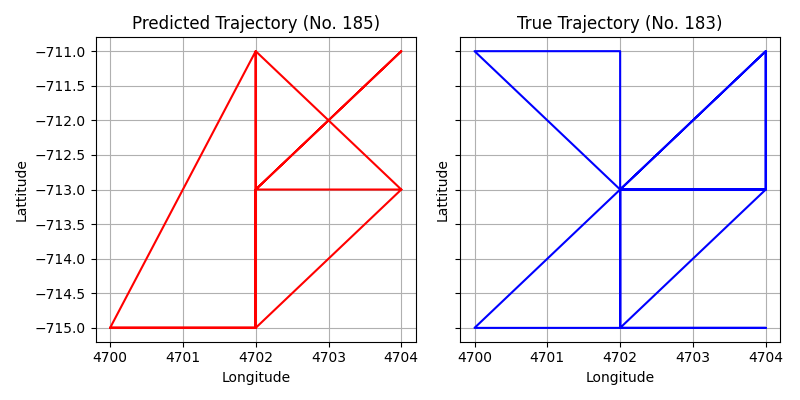 Predicted Trajectory (No. 185)
True Trajectory (No. 183)
−711.0
−711.5
−712.0
−712.5
−713.0
−713.5
−714.0
−714.5
−715.0
Lattitude
Lattitude
4700 4701 4702 4703 4704
4700 4701 4702 4703 4704
Longitude
Longitude